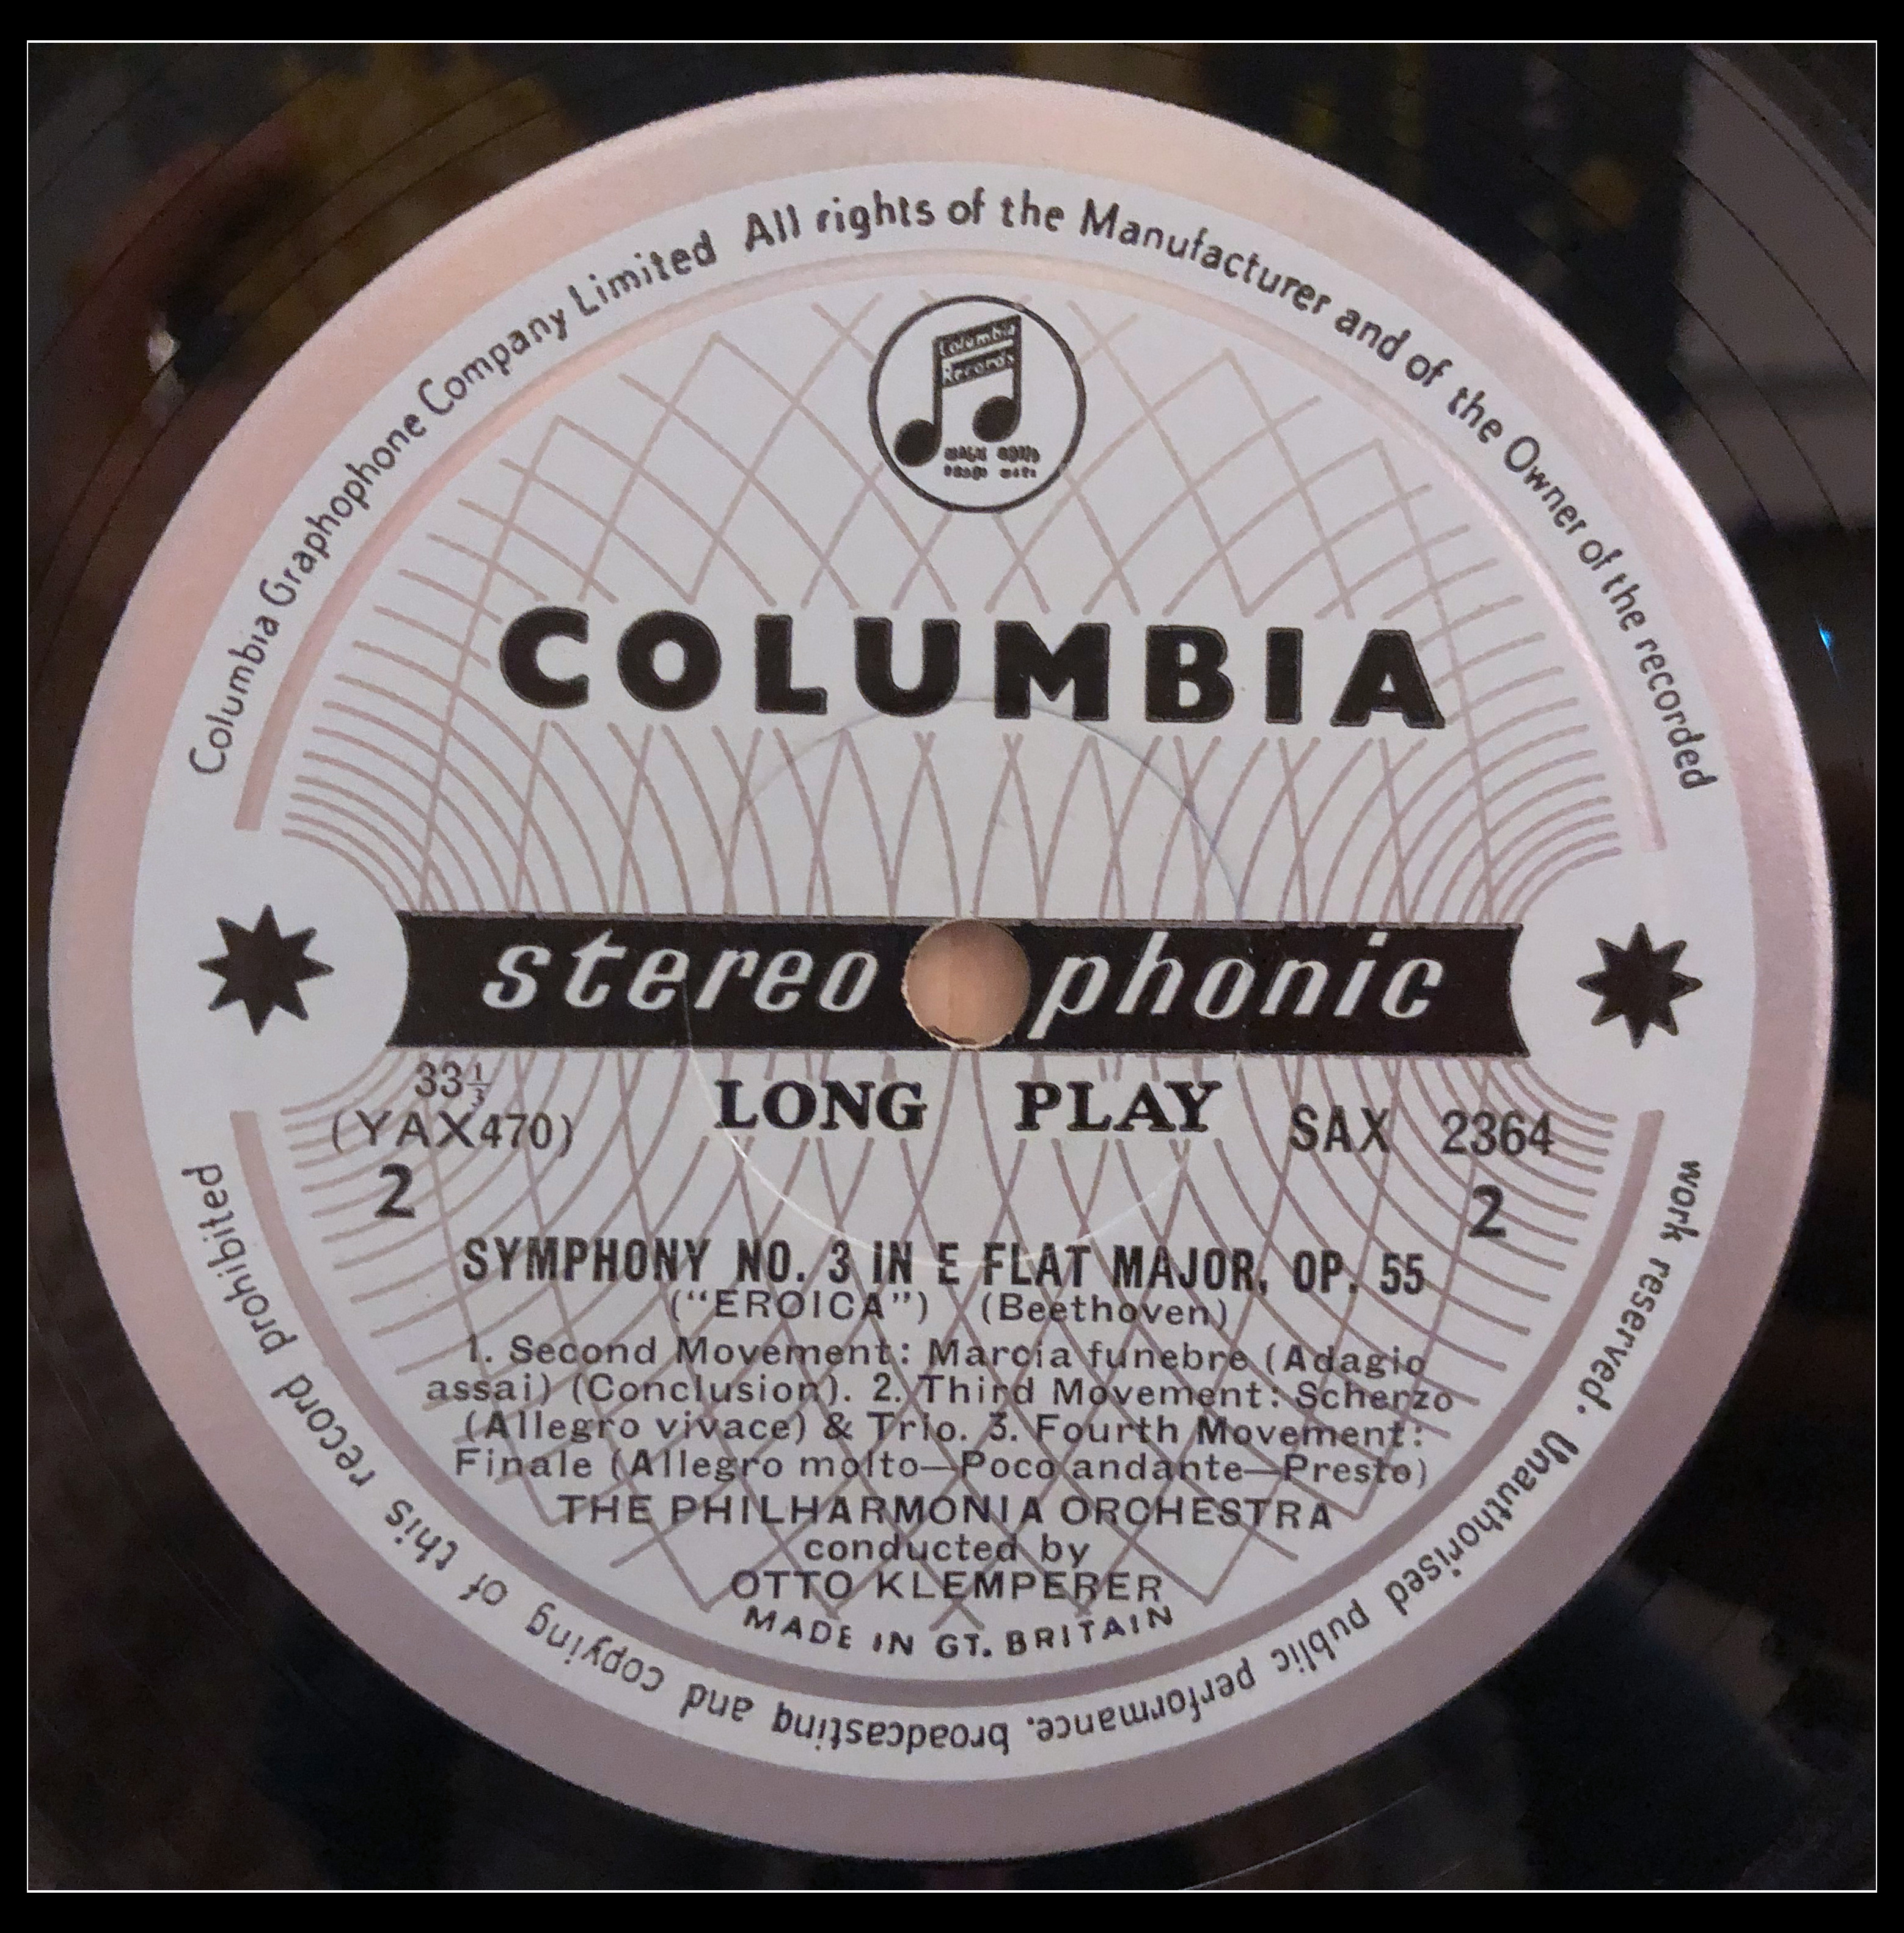 Columbia Graphophone Company Limited All rights of the Manufacturer and of the Owner of the recorded
work reserved. Unauthorised public performance, broadcasting and copying of this record prohibited
Columbia
Records
COLUMBIA
stereo phonic
LONG PLAY
33⅓
(YAX470)
2
SAX 2364
2
SYMPHONY NO. 3 IN E FLAT MAJOR, OP. 55
("EROICA") (Beethoven)
1. Second Movement: Marcia funebre (Adagio
assai) (Conclusion). 2. Third Movement: Scherzo
(Allegro vivace) & Trio. 3. Fourth Movement:
Finale (Allegro molto—Poco andante—Presto)
THE PHILHARMONIA ORCHESTRA
conducted by
OTTO KLEMPERER
MADE IN GT. BRITAIN